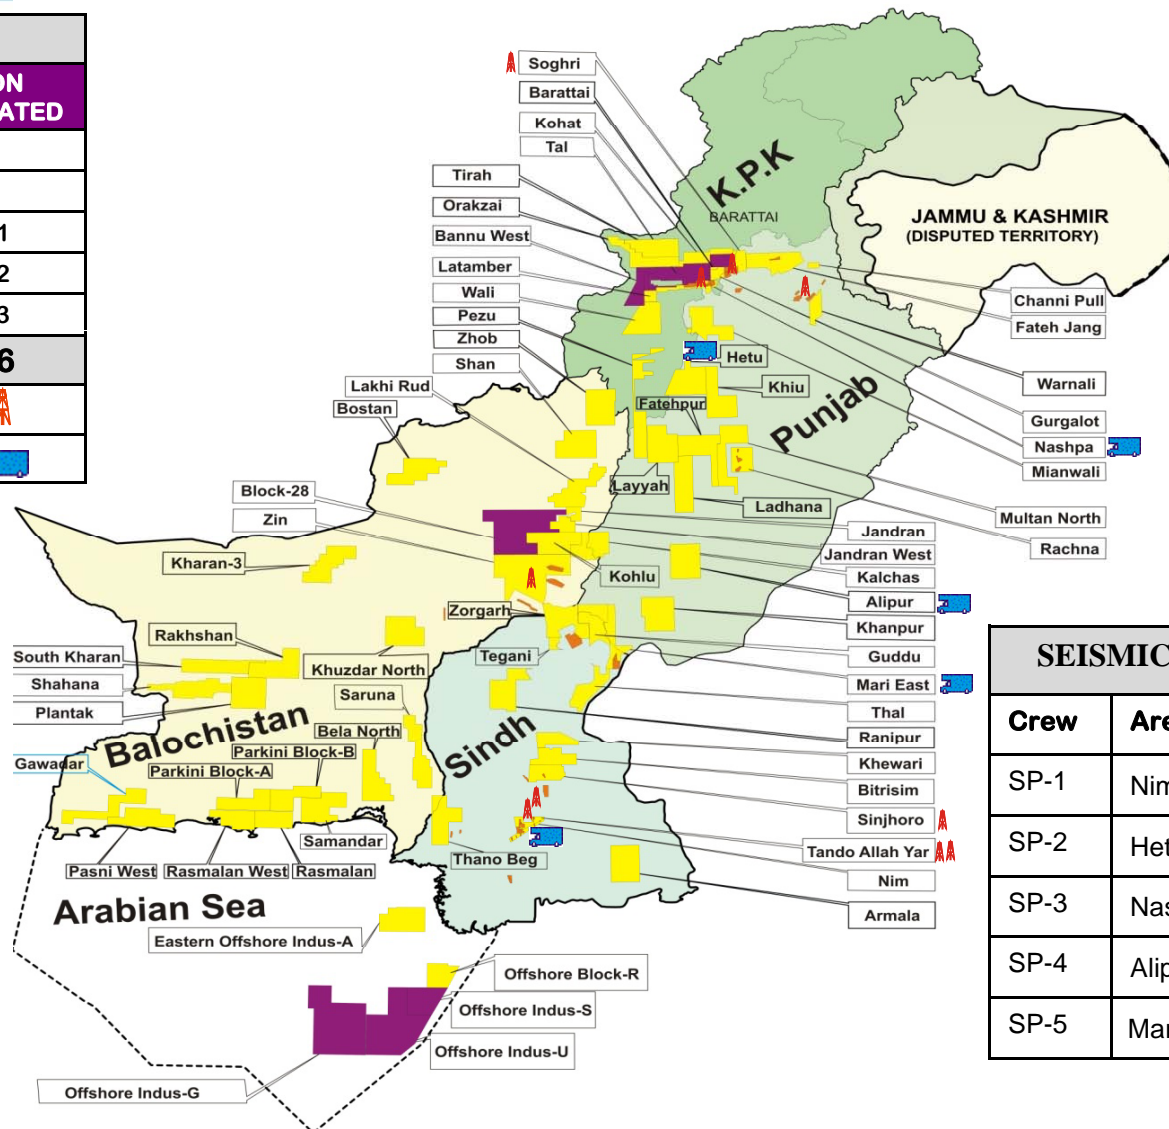 ON
ATED
1
2
3
6
Soghri
Barattai
Kohat
Tal
Tirah
Orakzai
Bannu West
Latamber
Wali
Pezu
Zhob
Shan
Lakhi Rud
Bostan
Block-28
Zin
Kharan-3
Rakhshan
South Kharan
Shahana
Plantak
Gawadar
K.P.K
BARATTAI
JAMMU & KASHMIR
(DISPUTED TERRITORY)
Channi Pull
Fateh Jang
Warnali
Gurgalot
Nashpa
Mianwali
Multan North
Rachna
Hetu
Khiu
Fatehpur
Punjab
Layyah
Ladhana
Jandran
Jandran West
Kalchas
Alipur
Khanpur
Guddu
Mari East
Thal
Ranipur
Khewari
Bitrisim
Sinjhoro
Tando Allah Yar
Nim
Armala
Kohlu
Zorgarh
Tegani
Khuzdar North
Saruna
Bela North
Balochistan
Parkini Block-B
Parkini Block-A
Sindh
Samandar
Pasni West
Rasmalan West
Rasmalan
Thano Beg
Arabian Sea
Eastern Offshore Indus-A
Offshore Block-R
Offshore Indus-S
Offshore Indus-U
Offshore Indus-G
SEISMIC
Crew Are
SP-1 Nim
SP-2 Het
SP-3 Nas
SP-4 Alip
SP-5 Mar